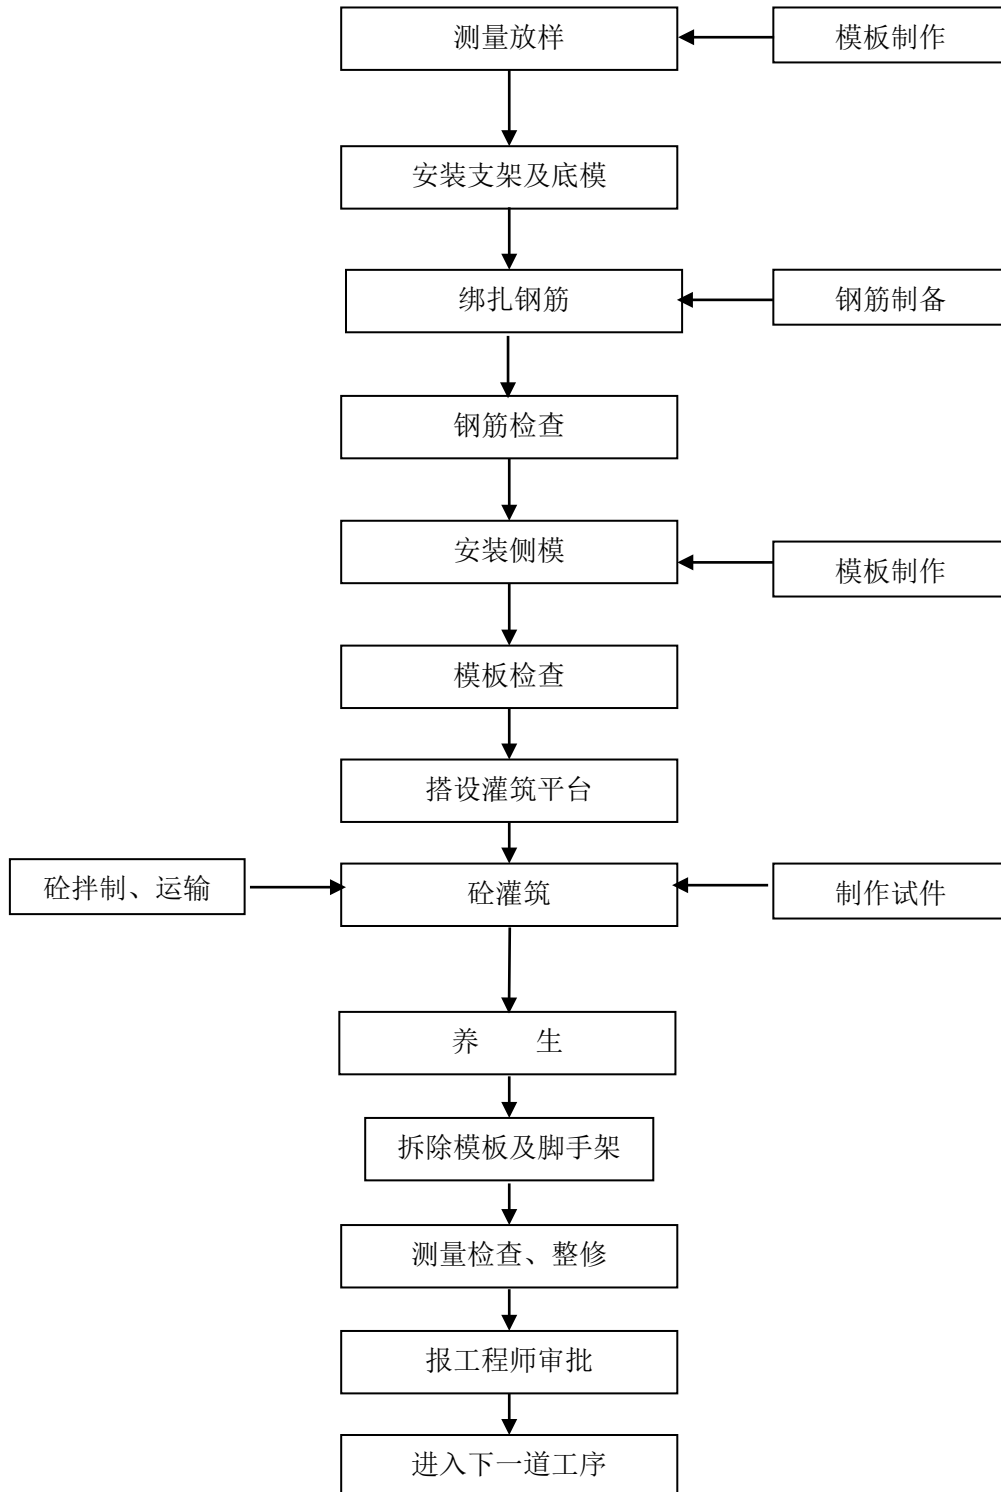 测量放样
模板制作
安装支架及底模
绑扎钢筋
钢筋制备
钢筋检查
安装侧模
模板制作
模板检查
搭设灌筑平台
砼拌制、运输
砼灌筑
制作试件
养 生
拆除模板及脚手架
测量检查、整修
报工程师审批
进入下一道工序